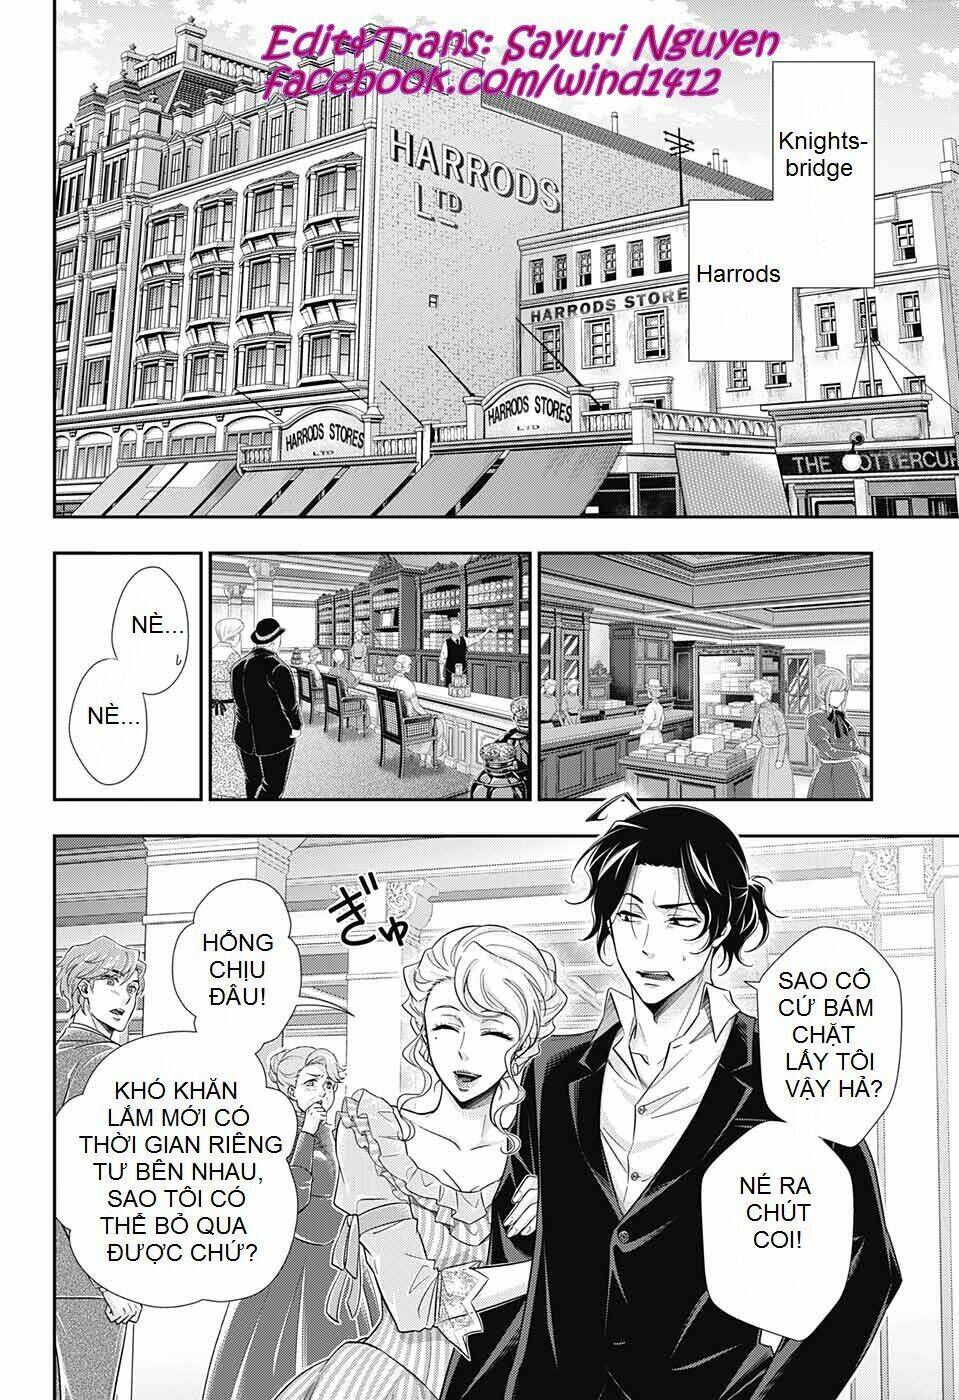 Edit&Trans: Sayuri Nguyen
facebook.com/wind1412
Knights-
bridge
Harrods
HARRODS
LTD
HARRODS STORE
HARRODS STORES
LTD
HARRODS STORES
LTD
THE POTTERCUP
NÈ...
NÈ...
ぎゅ
SAO CÔ
CỨ BÁM
CHẶT
LẤY TÔI
VẬY HẢ?
NÉ RA
CHÚT
COI!
HỔNG
CHỊU
ĐÂU!
KHÓ KHĂN
LẮM MỚI CÓ
THỜI GIAN RIÊNG
TƯ BÊN NHAU,
SAO TÔI CÓ
THỂ BỎ QUA
ĐƯỢC CHỨ?